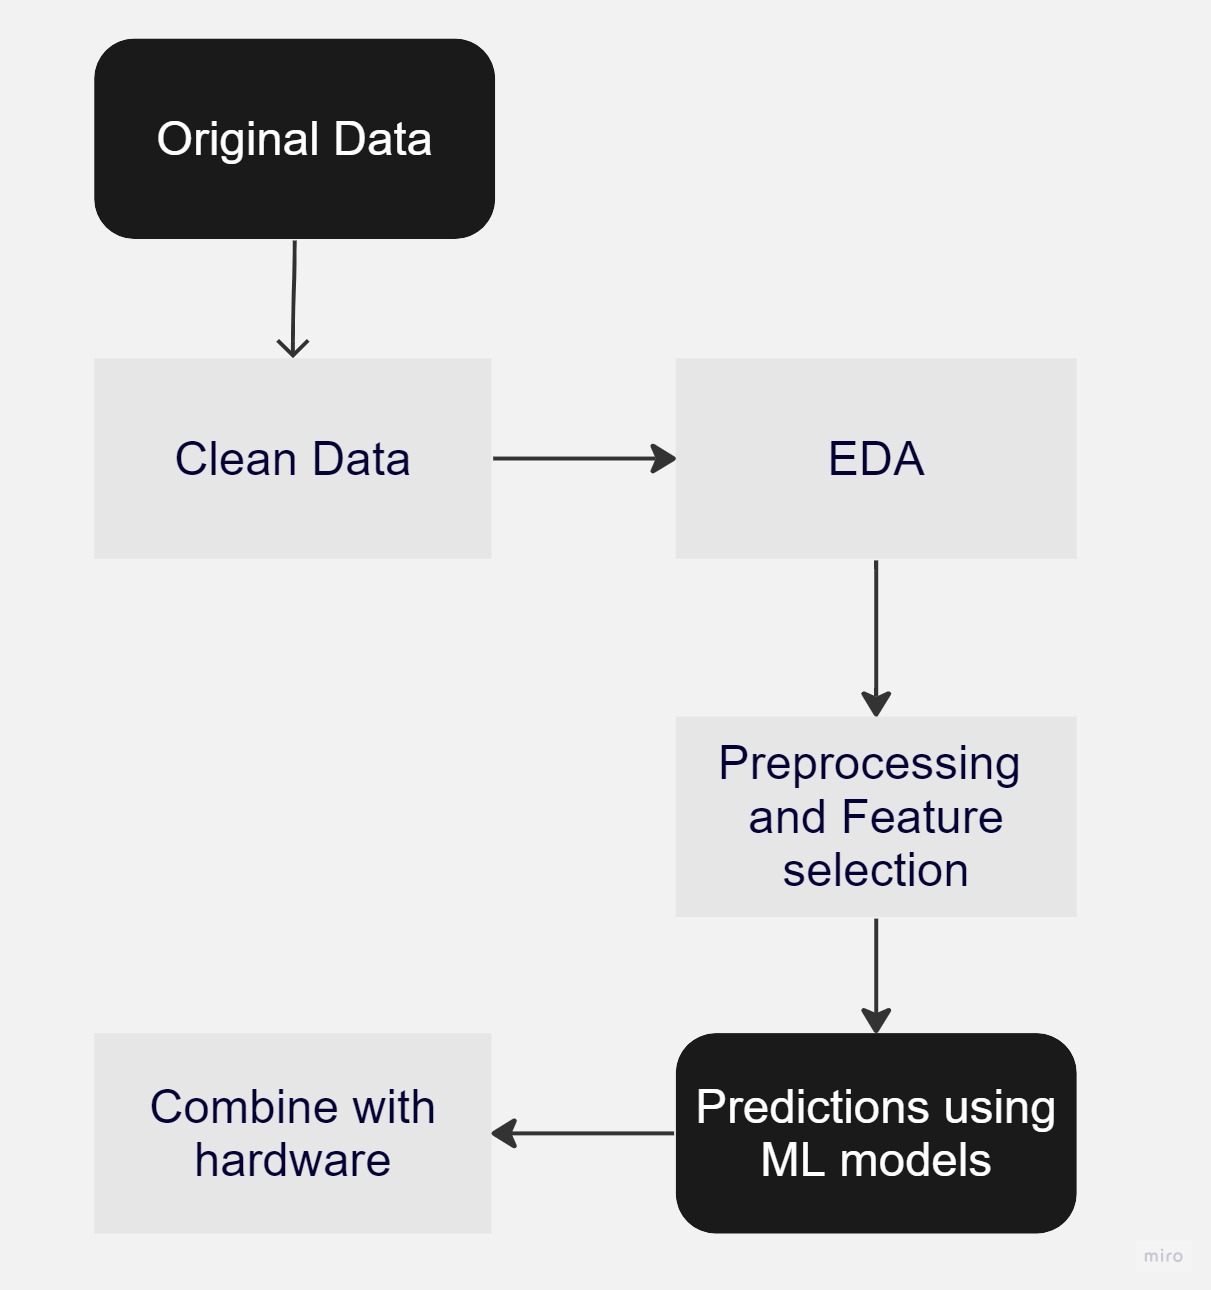 Original Data
Clean Data
EDA
Preprocessing
and Feature
selection
Predictions using
ML models
Combine with
hardware
miro